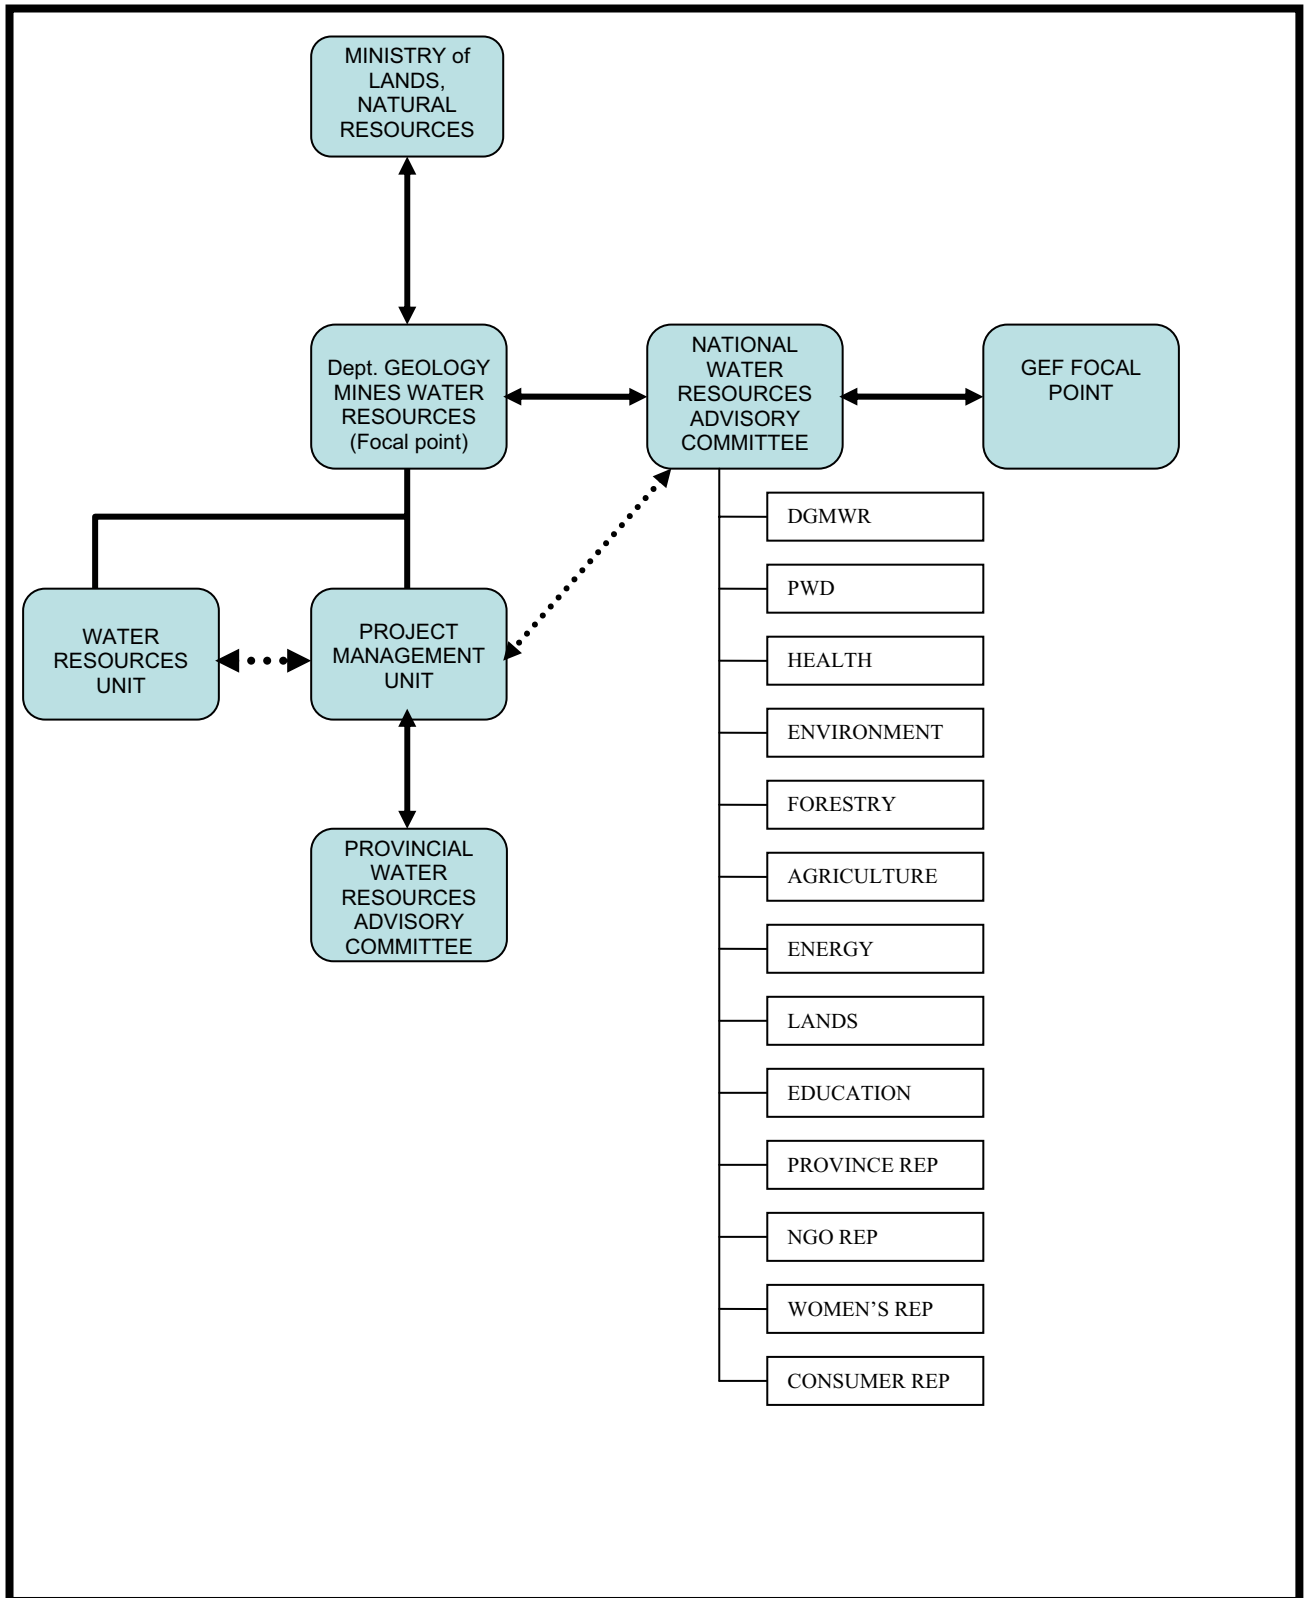 MINISTRY of
LANDS,
NATURAL
RESOURCES
Dept. GEOLOGY
MINES WATER
RESOURCES
(Focal point)
NATIONAL
WATER
RESOURCES
ADVISORY
COMMITTEE
GEF FOCAL
POINT
DGMWR
PWD
HEALTH
ENVIRONMENT
FORESTRY
AGRICULTURE
ENERGY
LANDS
EDUCATION
PROVINCE REP
NGO REP
WOMEN’S REP
CONSUMER REP
WATER
RESOURCES
UNIT
PROJECT
MANAGEMENT
UNIT
PROVINCIAL
WATER
RESOURCES
ADVISORY
COMMITTEE